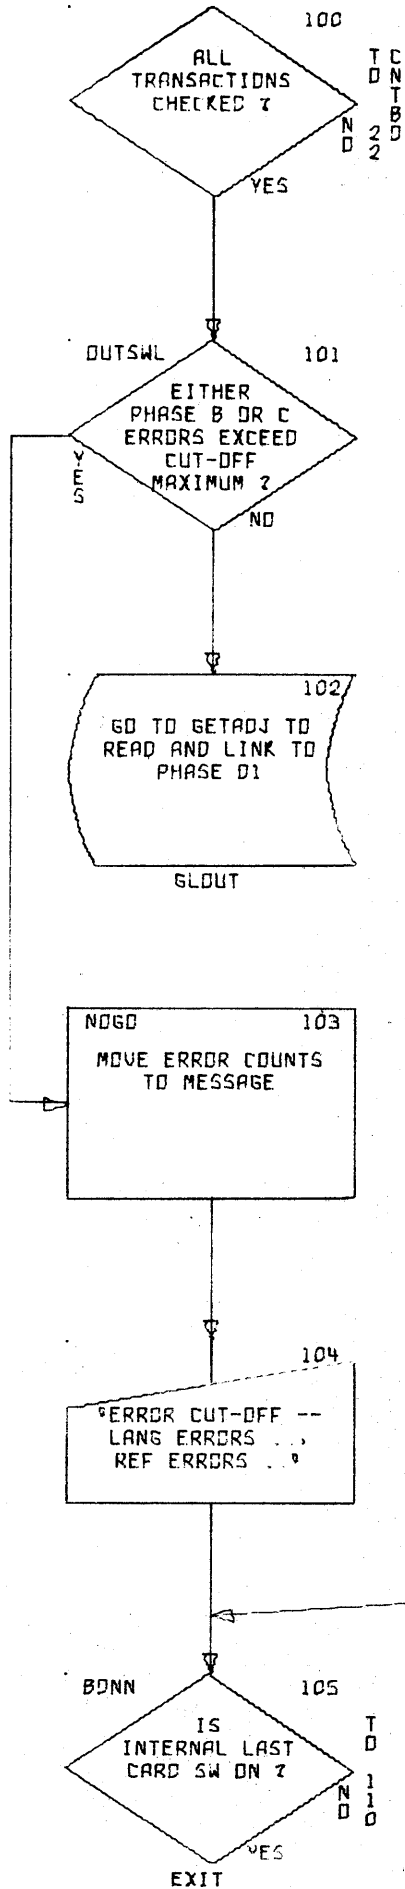 100
ALL
TRANSACTIONS
CHECKED ?
NO
TO 22
CNTBD
YES
OUTSWL
101
EITHER
PHASE B OR C
ERRORS EXCEED
CUT-OFF
MAXIMUM ?
YES
NO
102
GO TO GETADJ TO
READ AND LINK TO
PHASE D1
GLOUT
NOGO
103
MOVE ERROR COUNTS
TO MESSAGE
104
"ERROR CUT-OFF --
LANG ERRORS ..,
REF ERRORS .."
BDNN
105
IS
INTERNAL LAST
CARD SW ON ?
NO
TO 110
YES
EXIT